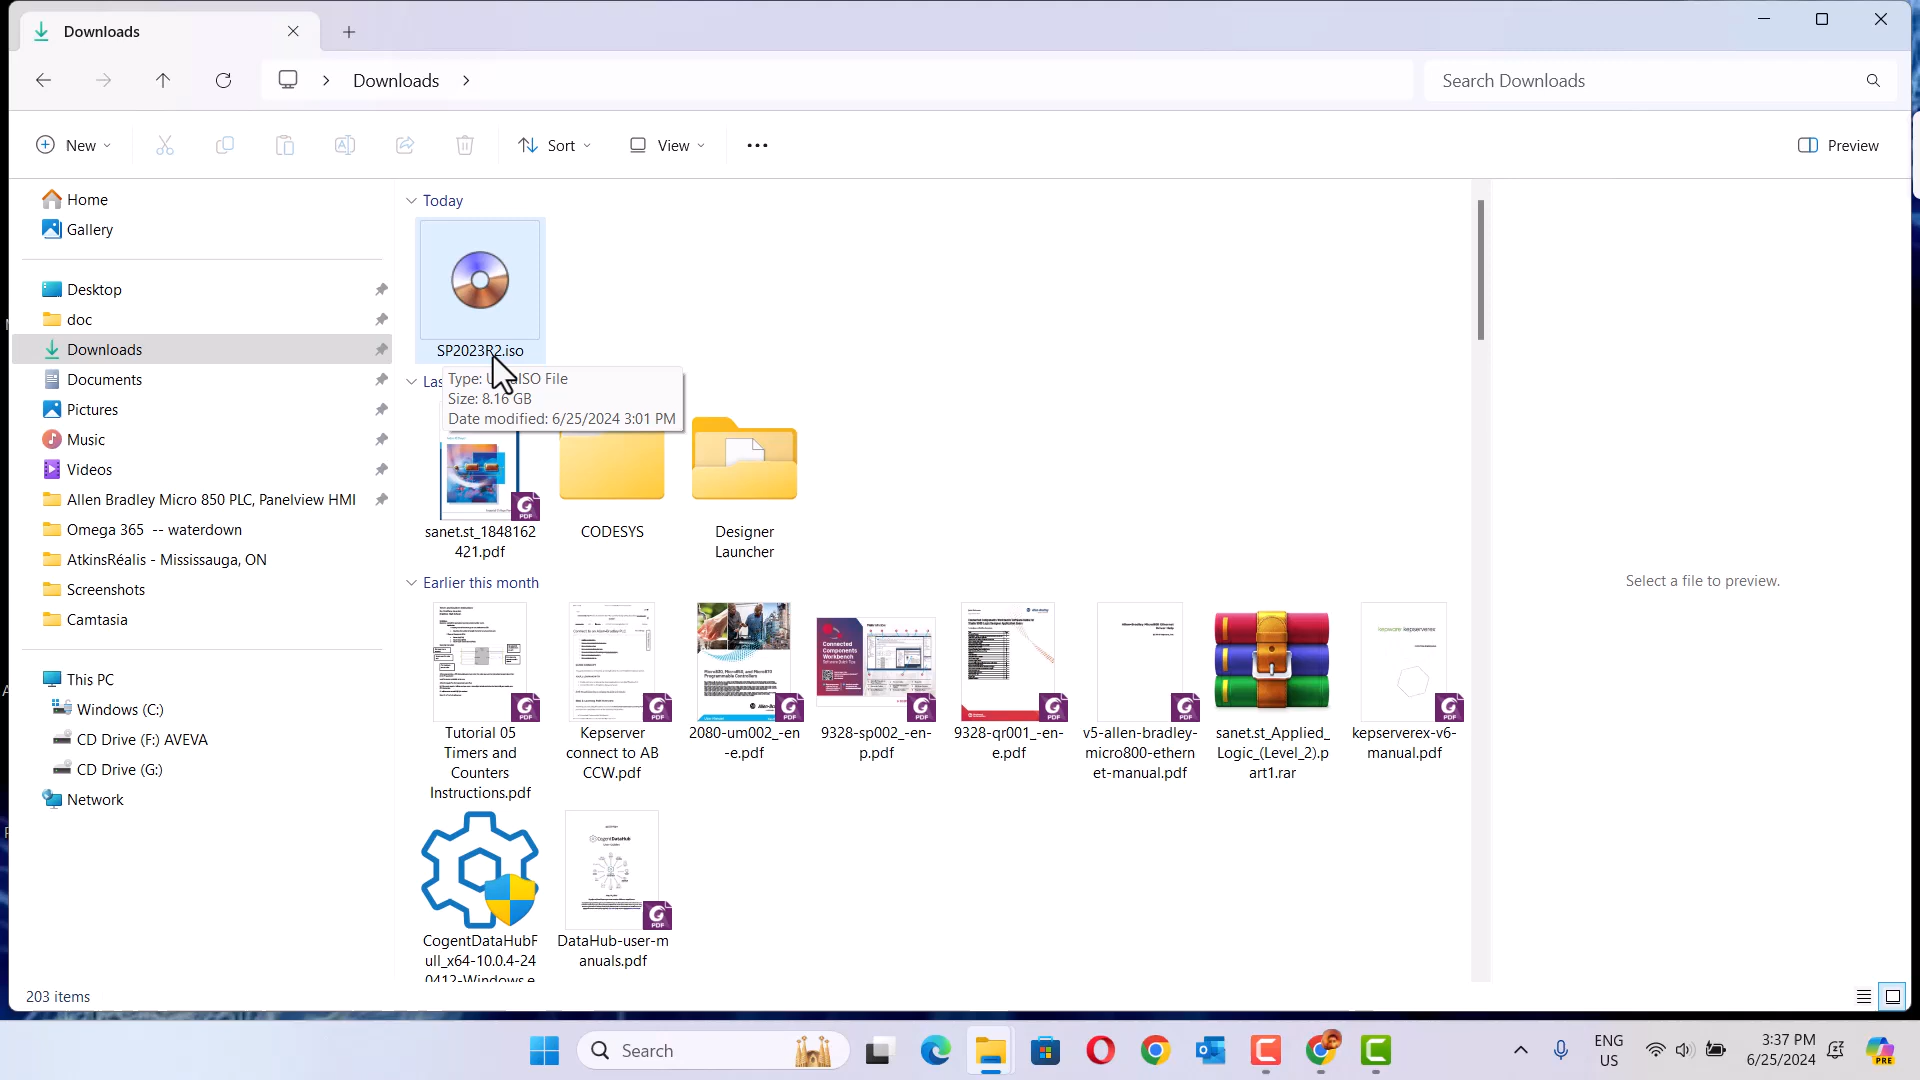 Downloads
Downloads
Search Downloads
New
Sort
View
Preview
Home
Gallery
Desktop
doc
Downloads
Documents
Pictures
Music
Videos
Allen Bradley Micro 850 PLC, Panelview HMI
Omega 365 -- waterdown
AtkinsRéalis - Mississauga, ON
Screenshots
Camtasia
This PC
Windows (C:)
CD Drive (F:) AVEVA
CD Drive (G:)
Network
Today
SP2023R2.iso
Type: UltraISO File
Size: 8.16 GB
Date modified: 6/25/2024 3:01 PM
sanet.st_1848162
421.pdf
CODESYS
Designer
Launcher
Earlier this month
Tutorial 05
Timers and
Counters
Instructions.pdf
Kepserver
connect to AB
CCW.pdf
2080-um002_-en
-e.pdf
9328-sp002_-en-
p.pdf
9328-qr001_-en-
e.pdf
v5-allen-bradley-
micro800-ethern
et-manual.pdf
sanet.st_Applied_
Logic_(Level_2).p
art1.rar
kepserverex-v6-
manual.pdf
CogentDataHubF
ull_x64-10.0.4-24
0412-Windows.e
DataHub-user-m
anuals.pdf
Select a file to preview.
203 items
Search
ENG
US
3:37 PM
6/25/2024